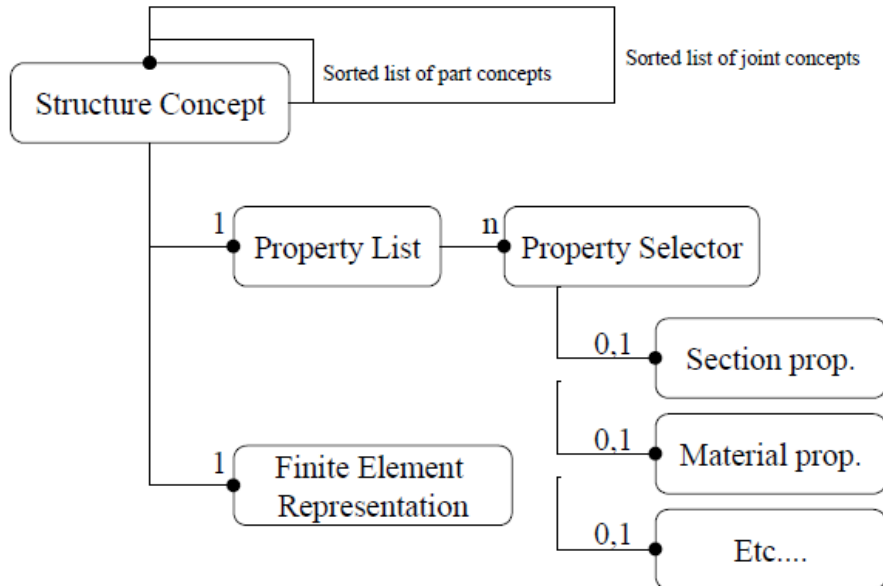 Sorted list of joint concepts
Sorted list of part concepts
Structure Concept
1
Property List
n
Property Selector
0,1
Section prop.
0,1
Material prop.
1
Finite Element
Representation
0,1
Etc....